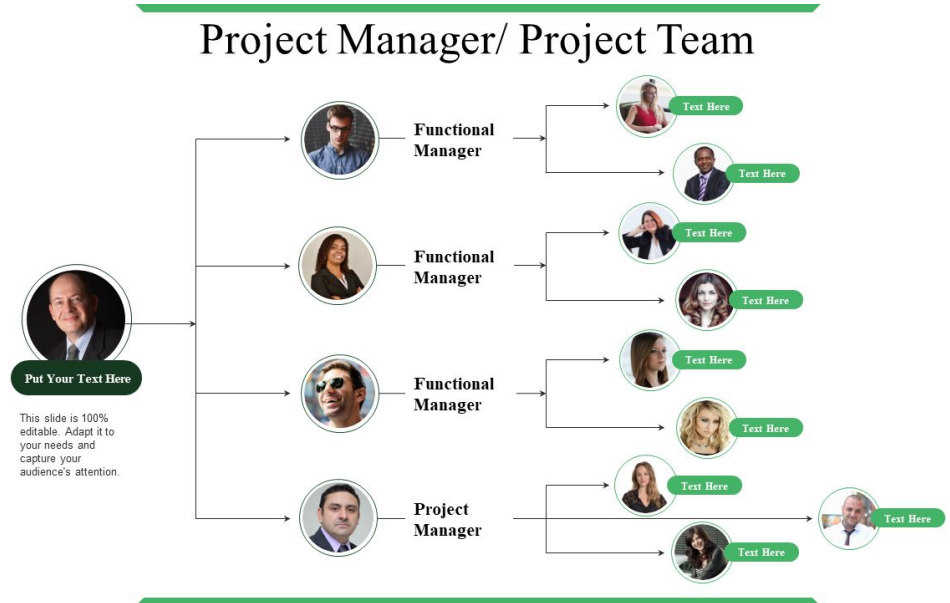 Project Manager/ Project Team
Text Here
Functional
Manager
Text Here
Text Here
Functional
Manager
Text Here
Put Your Text Here
This slide is 100%
editable. Adapt it to
your needs and
capture your
audience's attention.
Text Here
Functional
Manager
Text Here
Text Here
Project
Manager
Text Here
Text Here